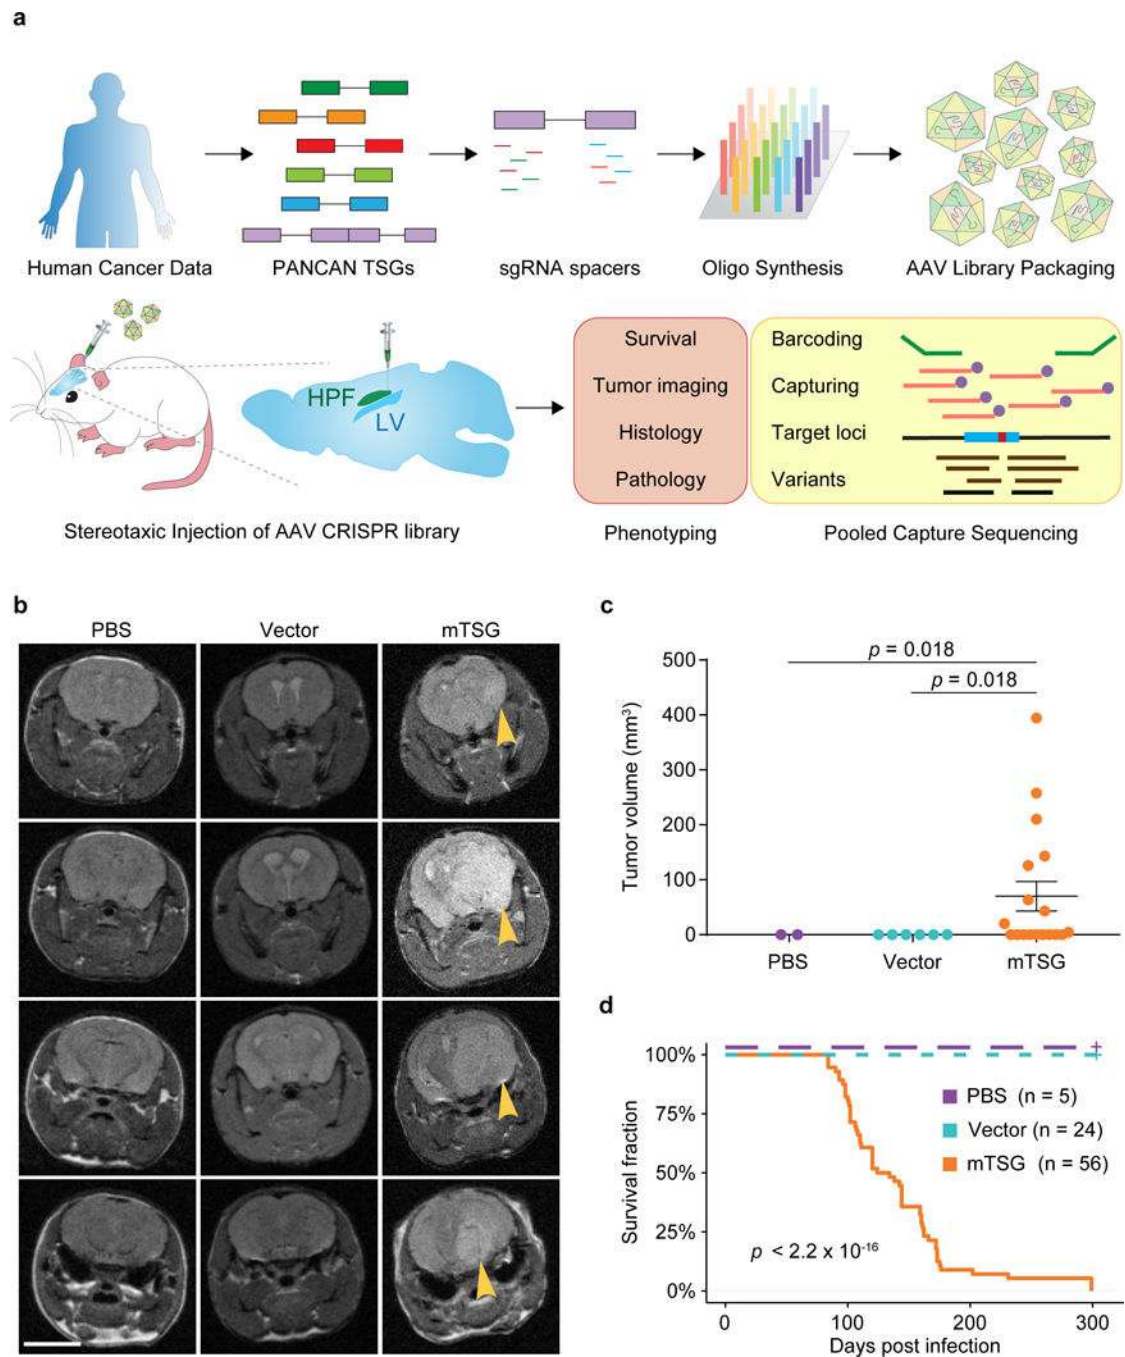 a
Human Cancer Data
PANCAN TSGs
sgRNA spacers
Oligo Synthesis
AAV Library Packaging
HPF
LV
Stereotaxic Injection of AAV CRISPR library
Survival
Tumor imaging
Histology
Pathology
Phenotyping
Barcoding
Capturing
Target loci
Variants
Pooled Capture Sequencing
b
PBS
Vector
mTSG
c
p = 0.018
p = 0.018
Tumor volume (mm³)
500
400
300
200
100
0
PBS
Vector
mTSG
d
Survival fraction
100%
75%
50%
25%
0%
PBS (n = 5)
Vector (n = 24)
mTSG (n = 56)
p < 2.2 x 10⁻¹⁶
0
100
200
300
Days post infection